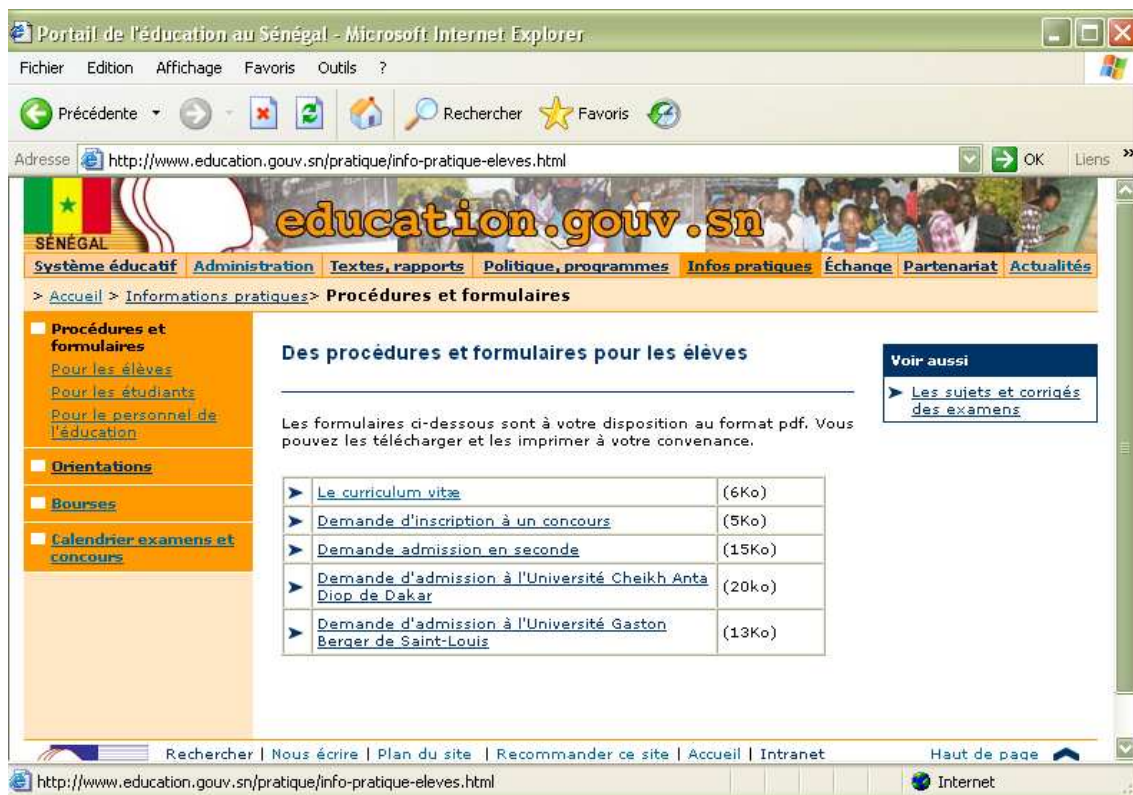 Portail de l'éducation au Sénégal - Microsoft Internet Explorer
Fichier Edition Affichage Favoris Outils ?
Précédente Rechercher Favoris
Adresse http://www.education.gouv.sn/pratique/info-pratique-eleves.html OK Liens »
education.gouv.sn
SÉNÉGAL
Système éducatif Administration Textes, rapports Politique, programmes Infos pratiques Échange Partenariat Actualités
> Accueil > Informations pratiques> Procédures et formulaires
Procédures et
formulaires
Pour les élèves
Pour les étudiants
Pour le personnel de
l'éducation
Orientations
Bourses
Calendrier examens et
concours
Des procédures et formulaires pour les élèves
Les formulaires ci-dessous sont à votre disposition au format pdf. Vous
pouvez les télécharger et les imprimer à votre convenance.
Le curriculum vitæ (6Ko)
Demande d'inscription à un concours (5Ko)
Demande admission en seconde (15Ko)
Demande d'admission à l'Université Cheikh Anta
Diop de Dakar (20ko)
Demande d'admission à l'Université Gaston
Berger de Saint-Louis (13Ko)
Voir aussi
Les sujets et corrigés
des examens
Rechercher | Nous écrire | Plan du site | Recommander ce site | Accueil | Intranet Haut de page
http://www.education.gouv.sn/pratique/info-pratique-eleves.html Internet